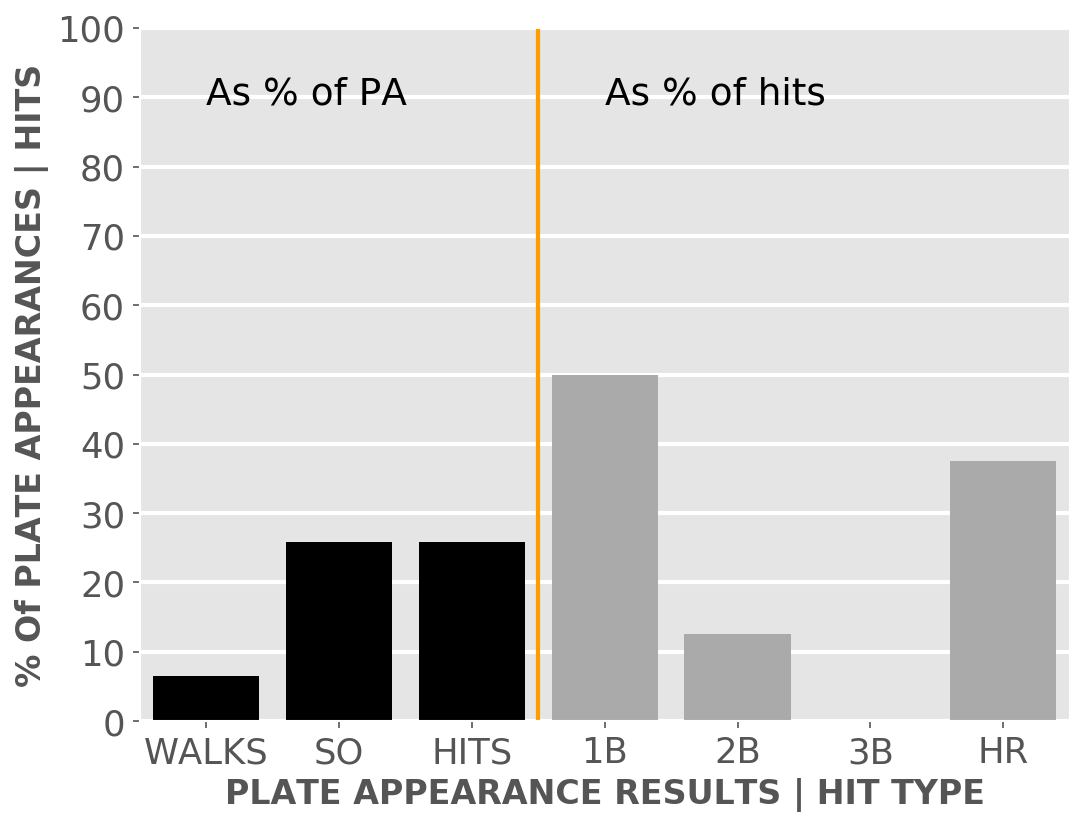 % Of PLATE APPEARANCES | HITS
100
90
80
70
60
50
40
30
20
10
0
As % of PA
As % of hits
WALKS SO HITS 1B 2B 3B HR
PLATE APPEARANCE RESULTS | HIT TYPE